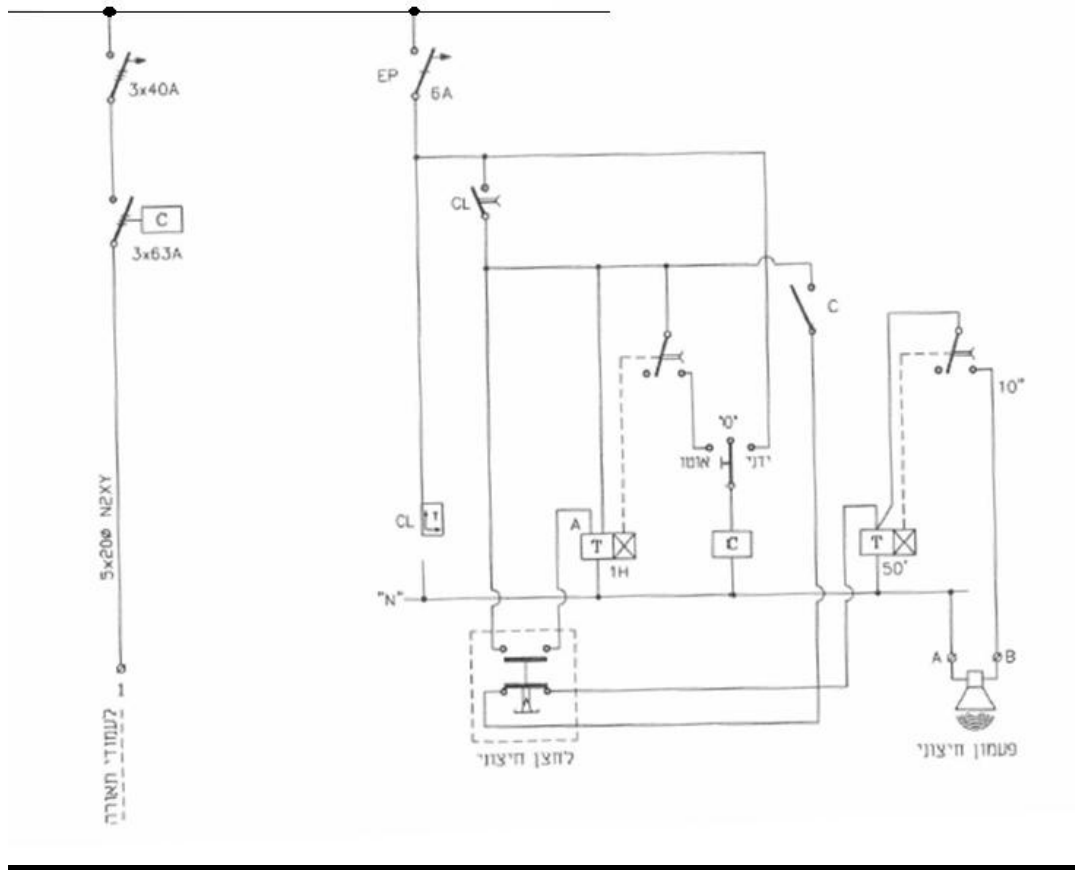 3x40A
EP
6A
CL
C
3x63A
C
10"
"0"
אוטו
ידני
5x20Ø N2XY
CL
T
A
T
1H
C
T
50'
"N"
A
B
1
לעמודי תאורה
לחצן חיצוני
פעמון חיצוני